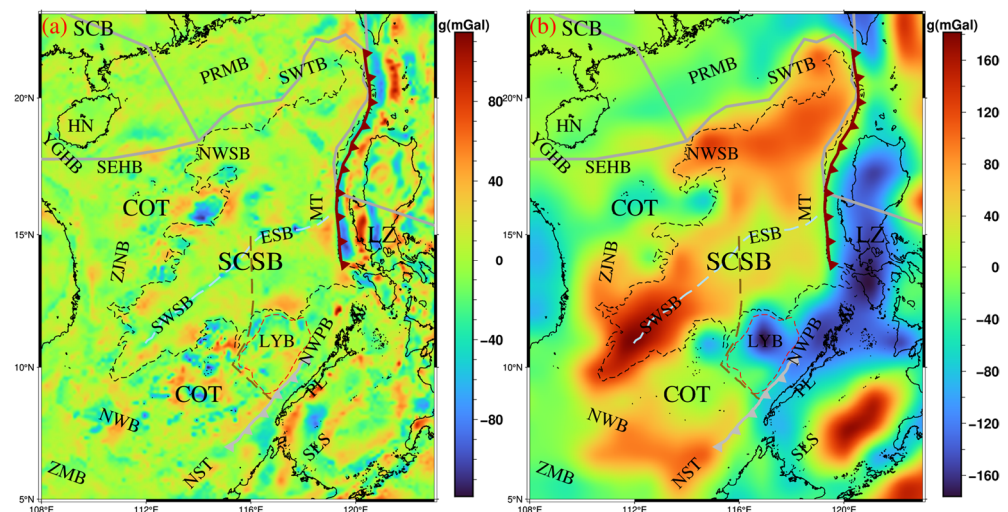 (a) SCB
g(mGal)
PRMB
SWTB
20°N
HN
YGHB
SEHB
NWSB
COT
MT
15°N
ESB
LZ
SCSB
ZJNB
SWSB
LYB
NWPB
10°N
COT
PL
NWB
SLS
ZMB
NST
5°N
108°E
112°E
116°E
120°E
80
40
0
−40
−80
(b) SCB
g(mGal)
PRMB
SWTB
20°N
HN
YGHB
SEHB
NWSB
COT
MT
15°N
ESB
LZ
SCSB
ZJNB
SWSB
LYB
NWPB
10°N
COT
PL
NWB
SLS
ZMB
NST
5°N
108°E
112°E
116°E
120°E
160
120
80
40
0
−40
−80
−120
−160